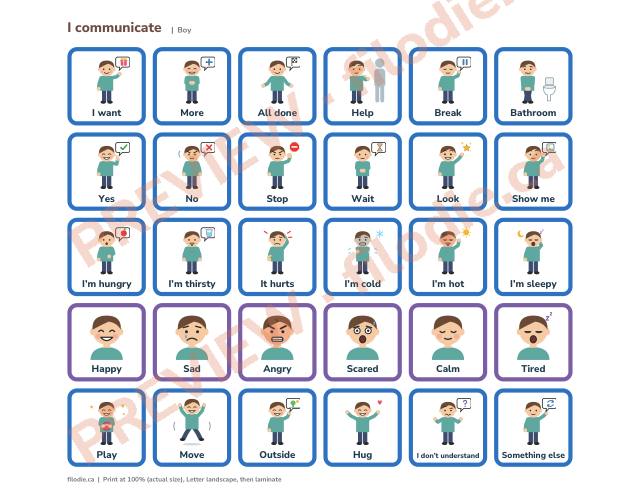 I communicate | Boy
I want More All done Help Break Bathroom
Yes No Stop Wait Look Show me
I'm hungry I'm thirsty It hurts I'm cold I'm hot I'm sleepy
Happy Sad Angry Scared Calm Tired
Play Move Outside Hug I don't understand Something else
filodie.ca | Print at 100% (actual size), Letter landscape, then laminate
PREVIEW · filodie.ca
PREVIEW · filodie.ca